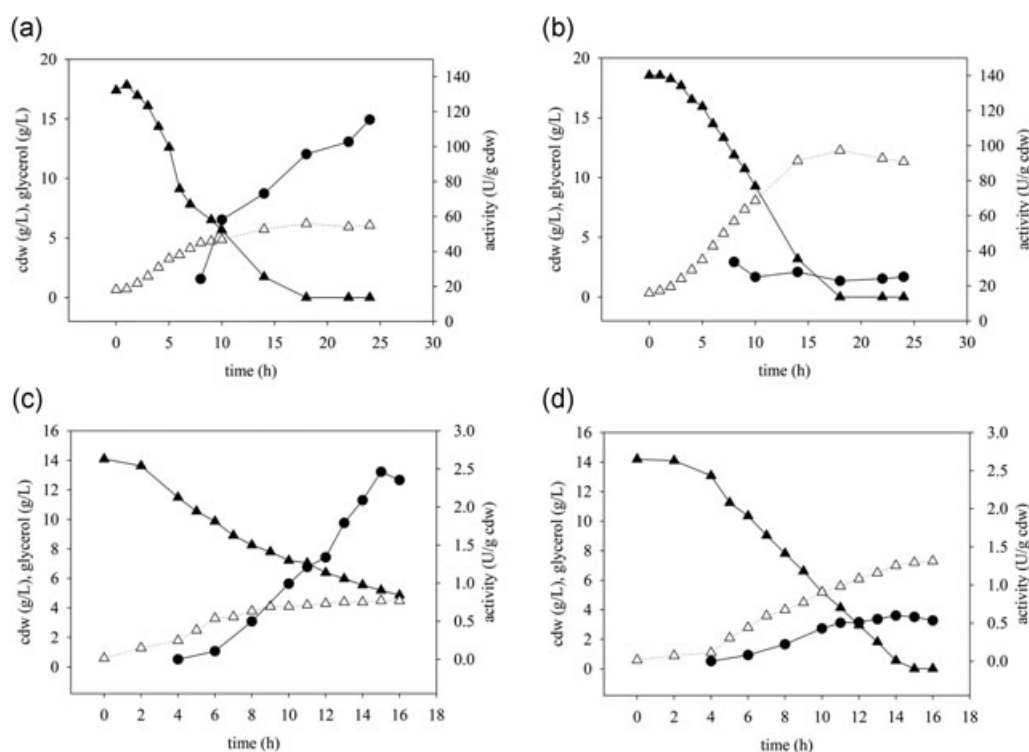 (a)
20
15
10
5
0
cdw (g/L), glycerol (g/L)
140
120
100
80
60
40
20
0
activity (U/g cdw)
0 5 10 15 20 25 30
time (h)
(b)
20
15
10
5
0
cdw (g/L), glycerol (g/L)
140
120
100
80
60
40
20
0
activity (U/g cdw)
0 5 10 15 20 25 30
time (h)
(c)
16
14
12
10
8
6
4
2
0
cdw (g/L), glycerol (g/L)
3.0
2.5
2.0
1.5
1.0
0.5
0.0
activity (U/g cdw)
0 2 4 6 8 10 12 14 16 18
time (h)
(d)
16
14
12
10
8
6
4
2
0
cdw (g/L), glycerol (g/L)
3.0
2.5
2.0
1.5
1.0
0.5
0.0
activity (U/g cdw)
0 2 4 6 8 10 12 14 16 18
time (h)